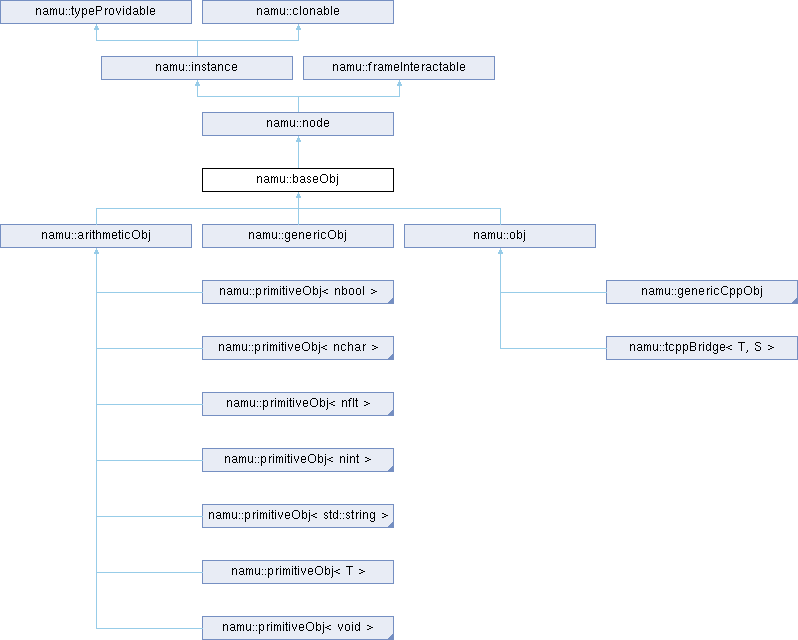 namu::typeProvidable
namu::clonable
namu::instance
namu::frameInteractable
namu::node
namu::baseObj
namu::arithmeticObj
namu::genericObj
namu::obj
namu::primitiveObj< nbool >
namu::genericCppObj
namu::primitiveObj< nchar >
namu::tcppBridge< T, S >
namu::primitiveObj< nflt >
namu::primitiveObj< nint >
namu::primitiveObj< std::string >
namu::primitiveObj< T >
namu::primitiveObj< void >